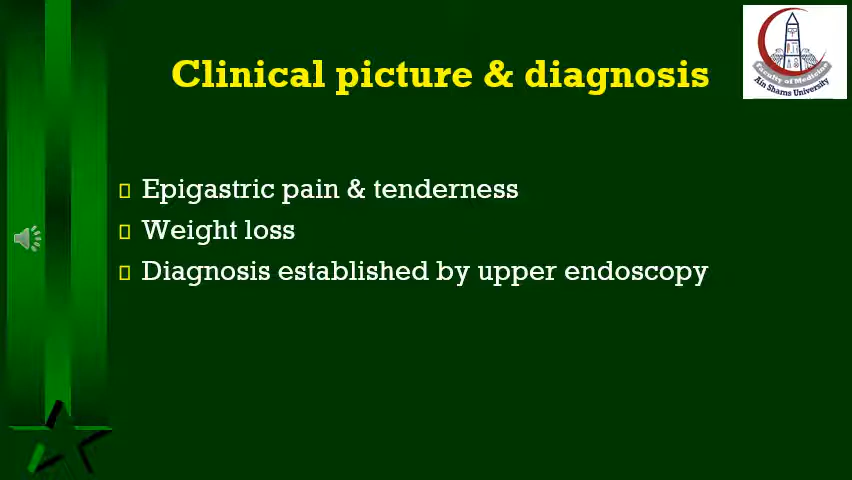 Clinical picture & diagnosis
Faculty of Medicine
Ain Shams University
Epigastric pain & tenderness
Weight loss
Diagnosis established by upper endoscopy